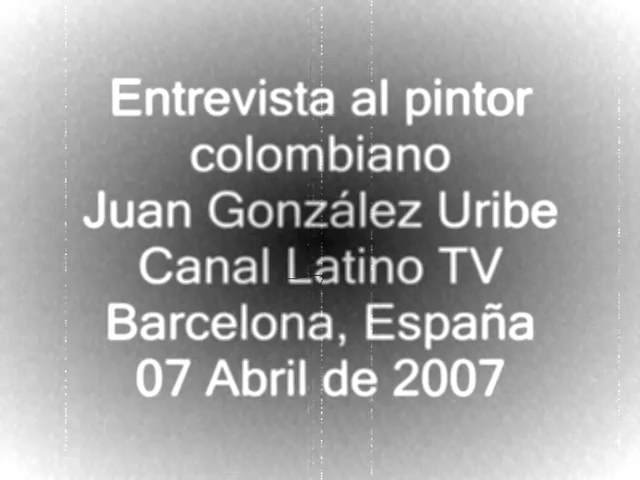 Entrevista al pintor
colombiano
Juan González Uribe
Canal Latino TV
Barcelona, España
07 Abril de 2007